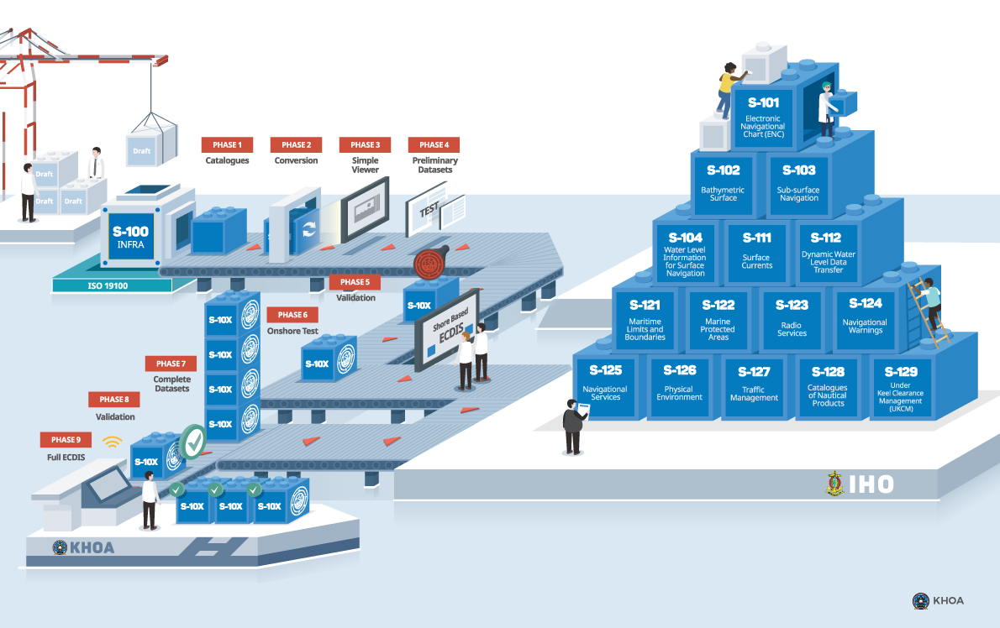 Draft
Draft
Draft
Draft
S-100
INFRA
ISO 19100
PHASE 1
Catalogues
PHASE 2
Conversion
PHASE 3
Simple
Viewer
PHASE 4
Preliminary
Datasets
TEST
PHASE 5
Validation
S-10X
Shore Based
ECDIS
PHASE 6
Onshore Test
S-10X
PHASE 7
Complete
Datasets
S-10X
S-10X
S-10X
S-10X
PHASE 8
Validation
S-10X
PHASE 9
Full ECDIS
S-10X
S-10X
S-10X
KHOA
S-101
Electronic
Navigational
Chart (ENC)
S-102
Bathymetric
Surface
S-103
Sub-surface
Navigation
S-104
Water Level
Information
for Surface
Navigation
S-111
Surface
Currents
S-112
Dynamic Water
Level Data
Transfer
S-121
Maritime
Limits and
Boundaries
S-122
Marine
Protected
Areas
S-123
Radio
Services
S-124
Navigational
Warnings
S-125
Navigational
Services
S-126
Physical
Environment
S-127
Traffic
Management
S-128
Catalogues
of Nautical
Products
S-129
Under
Keel Clearance
Management
(UKCM)
IHO
KHOA